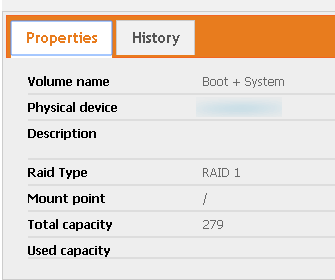 Properties History
Volume name Boot + System
Physical device
Description
Raid Type RAID 1
Mount point /
Total capacity 279
Used capacity